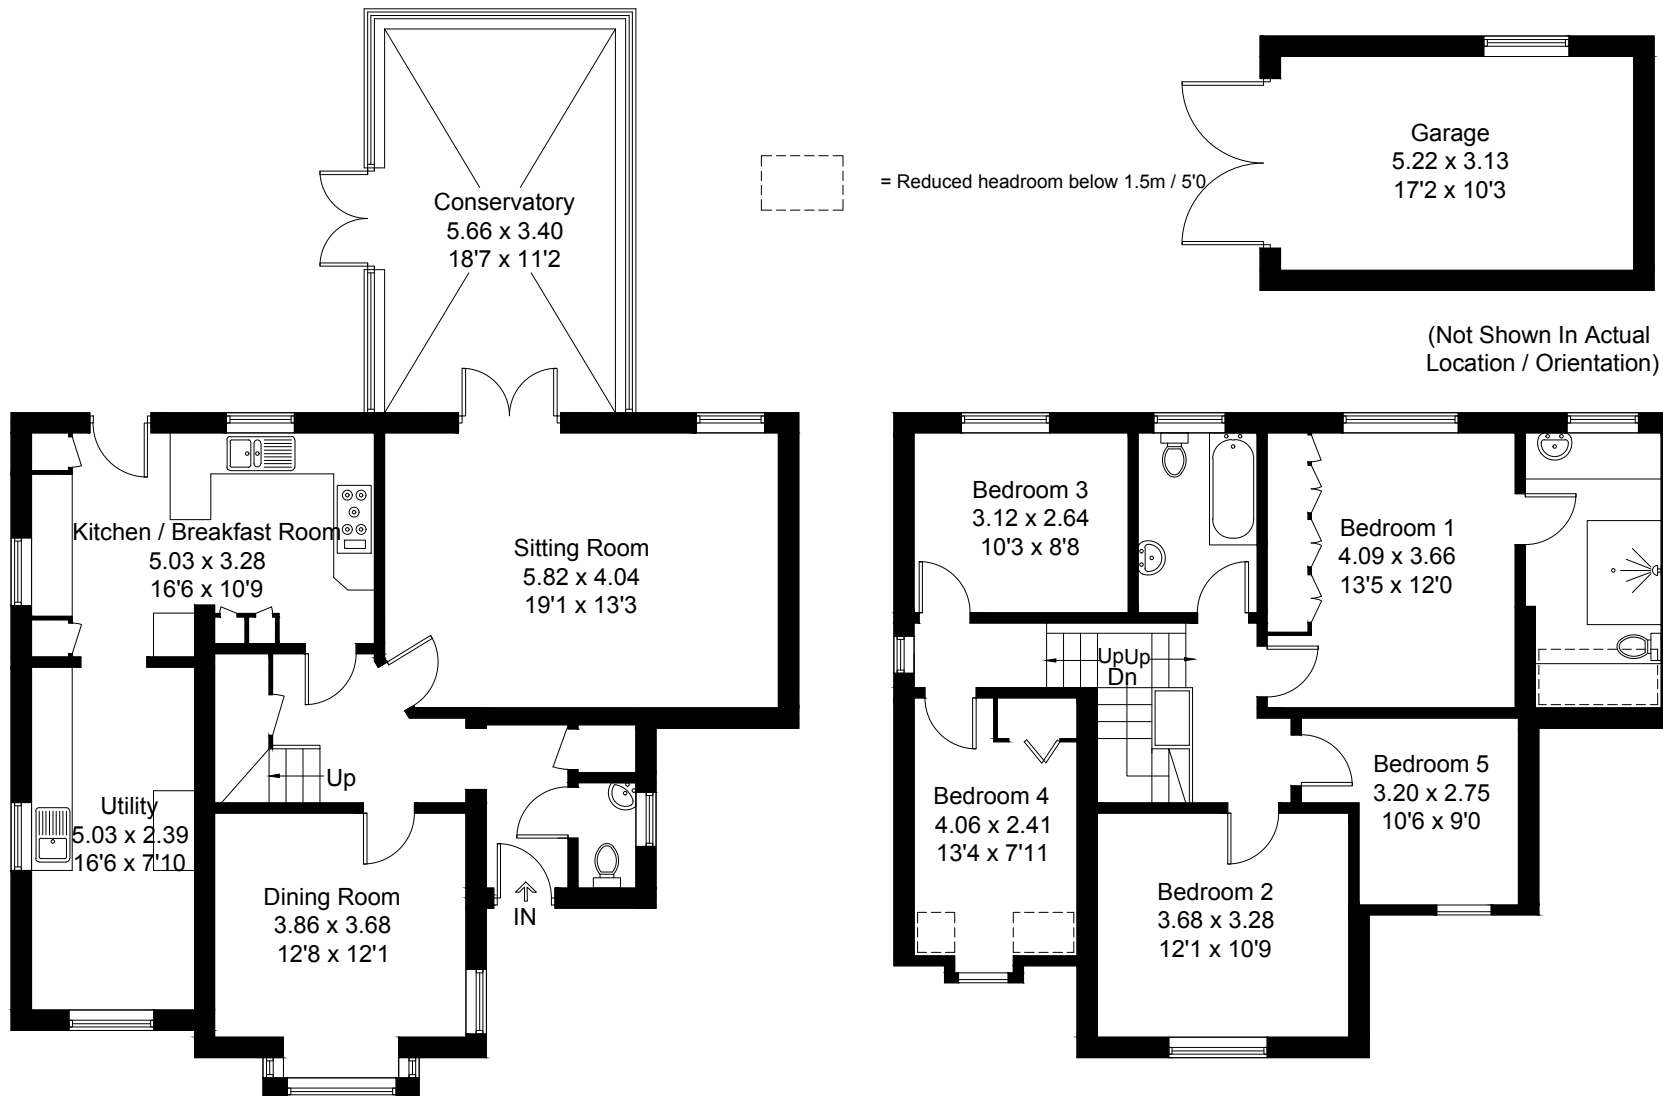 Conservatory
5.66 x 3.40
18'7 x 11'2
= Reduced headroom below 1.5m / 5'0
Garage
5.22 x 3.13
17'2 x 10'3
(Not Shown In Actual
Location / Orientation)
Kitchen / Breakfast Room
5.03 x 3.28
16'6 x 10'9
Sitting Room
5.82 x 4.04
19'1 x 13'3
Up
Utility
5.03 x 2.39
16'6 x 7'10
Dining Room
3.86 x 3.68
12'8 x 12'1
IN
Bedroom 3
3.12 x 2.64
10'3 x 8'8
Bedroom 1
4.09 x 3.66
13'5 x 12'0
UpUp
Dn
Bedroom 4
4.06 x 2.41
13'4 x 7'11
Bedroom 5
3.20 x 2.75
10'6 x 9'0
Bedroom 2
3.68 x 3.28
12'1 x 10'9